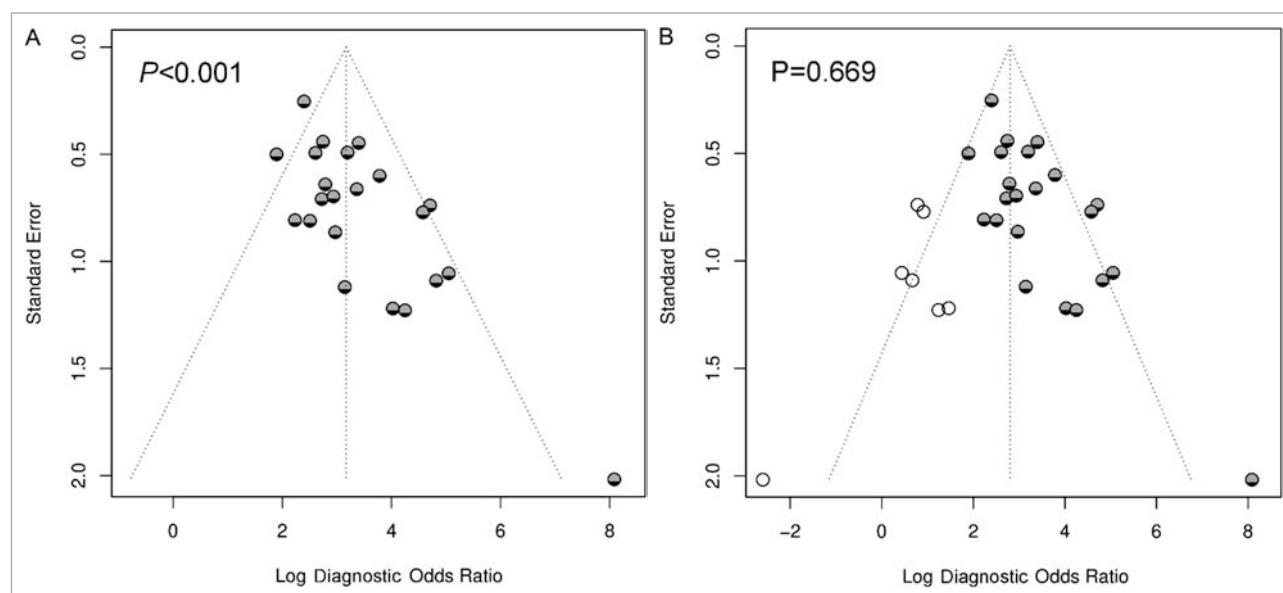 A
P<0.001
Standard Error
0.0
0.5
1.0
1.5
2.0
0 2 4 6 8
Log Diagnostic Odds Ratio
B
P=0.669
Standard Error
0.0
0.5
1.0
1.5
2.0
−2 0 2 4 6 8
Log Diagnostic Odds Ratio